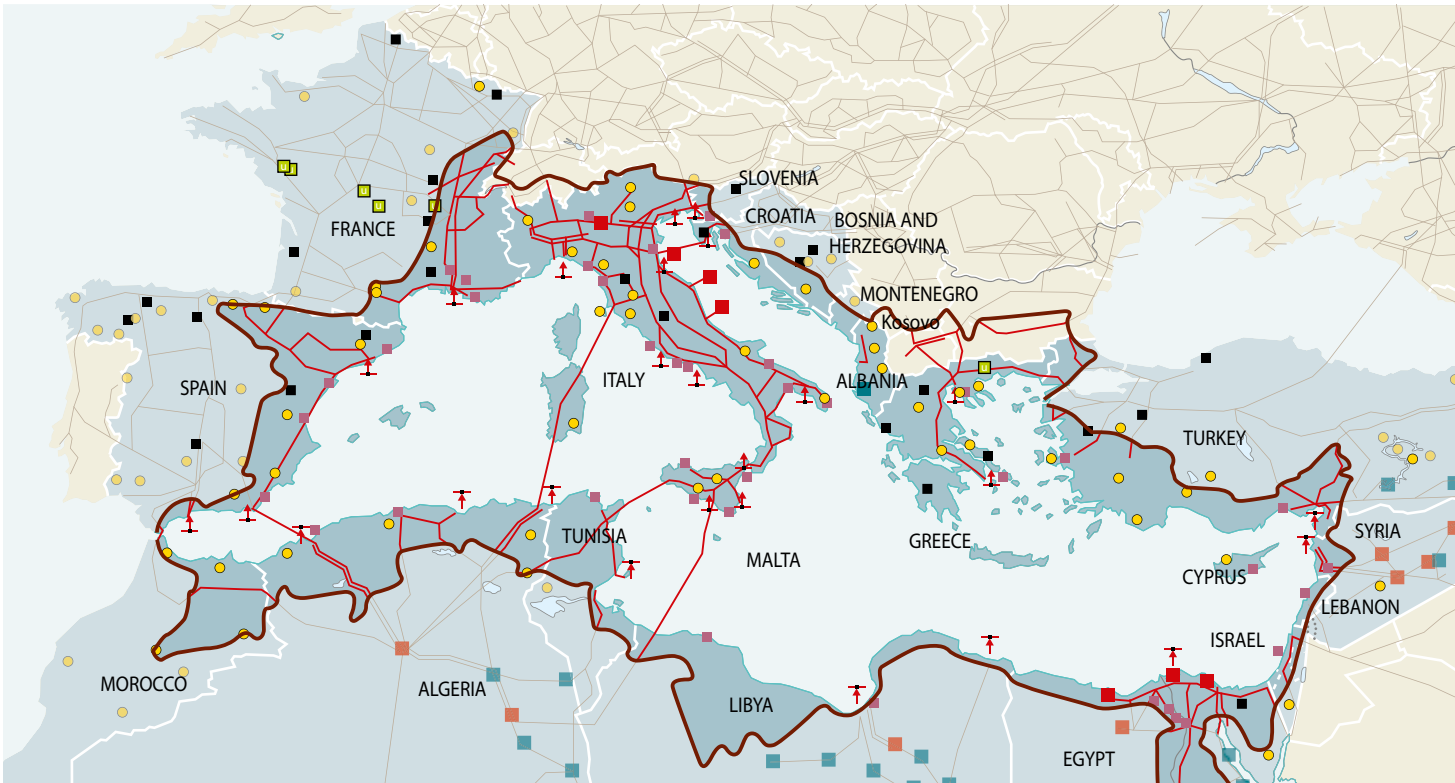 SLOVENIA
CROATIA
BOSNIA AND
HERZEGOVINA
FRANCE
MONTENEGRO
Kosovo
ITALY
ALBANIA
SPAIN
TURKEY
TUNISIA
SYRIA
GREECE
MALTA
CYPRUS
LEBANON
ISRAEL
MOROCCO
ALGERIA
LIBYA
EGYPT
u
u
u
u
u
u